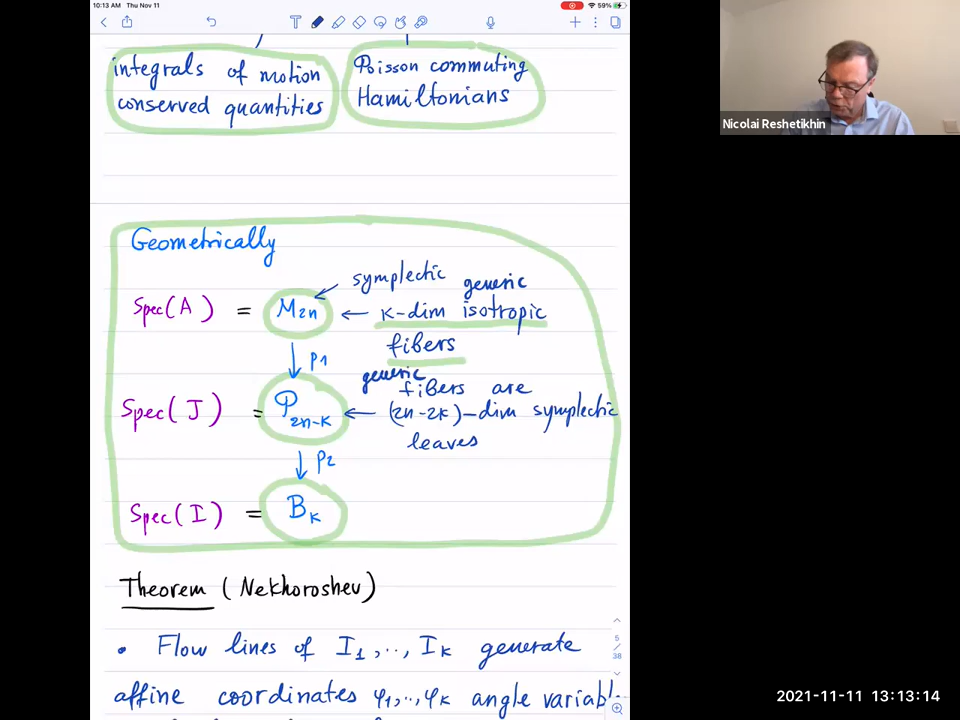 10:13 AM Thu Nov 11
59%
integrals of motion
conserved quantities
Poisson commuting
Hamiltonians
Nicolai Reshetikhin
Geometrically
symplectic
generic
Spec(A) = M2n ← k-dim isotropic
fibers
↓ p1
generic
fibers are
Spec(J) = P2n-k ← (2n-2k)-dim symplectic
leaves
↓ p2
Spec(I) = Bk
Theorem (Nekhoroshev)
• Flow lines of I1,..,Ik generate
affine coordinates φ1,..,φk angle variabl
5
/
38
2021-11-11 13:13:14